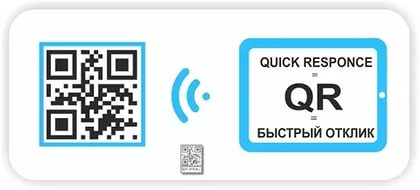 QUICK RESPONCE
=
QR
=
БЫСТРЫЙ ОТКЛИК